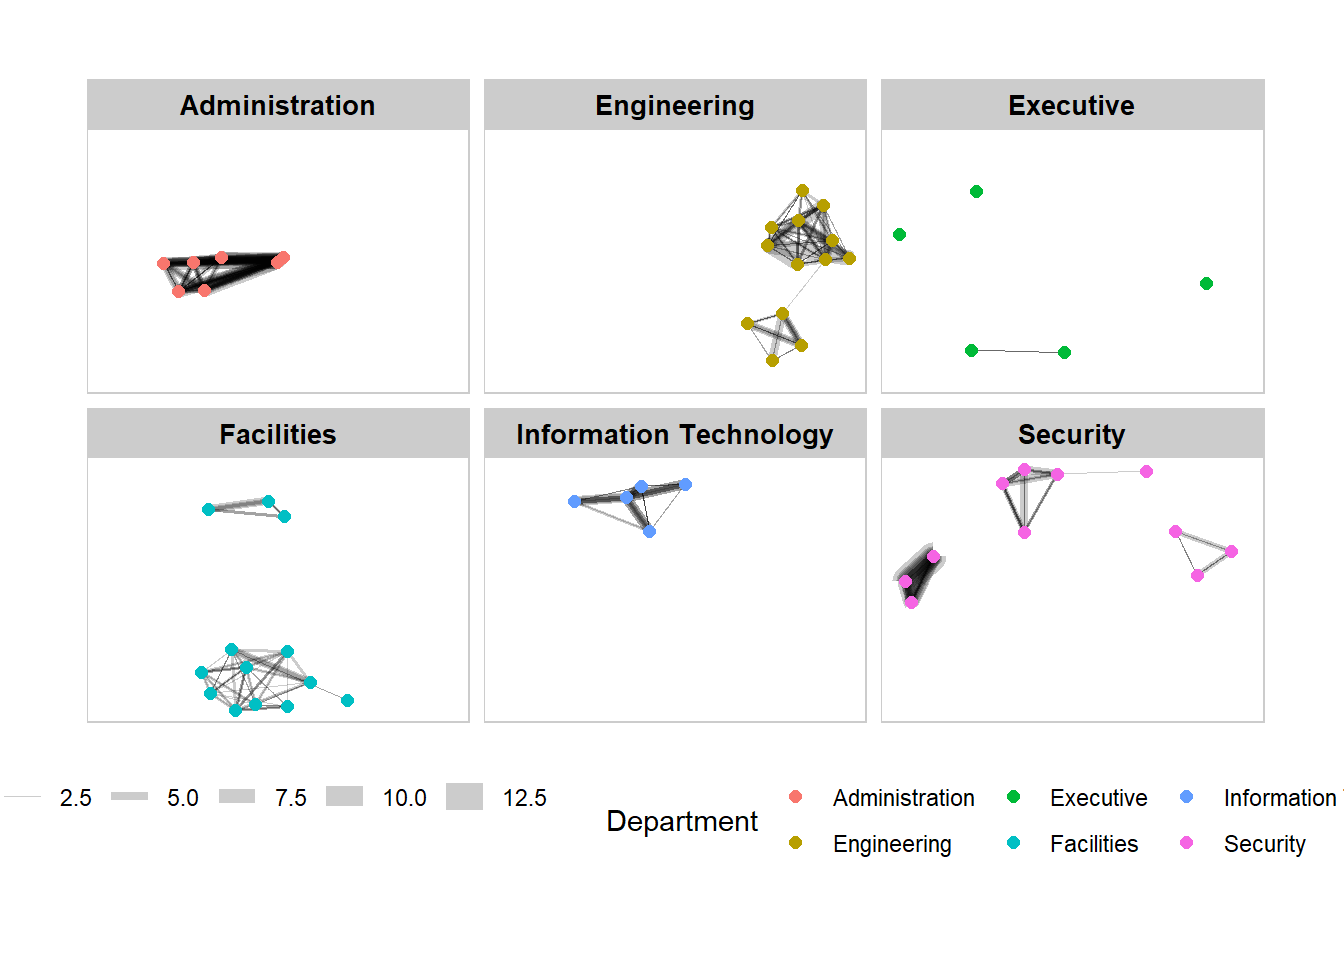 Administration
Engineering
Executive
Facilities
Information Technology
Security
2.5 5.0 7.5 10.0 12.5
Department
Administration Executive Information
Engineering Facilities Security